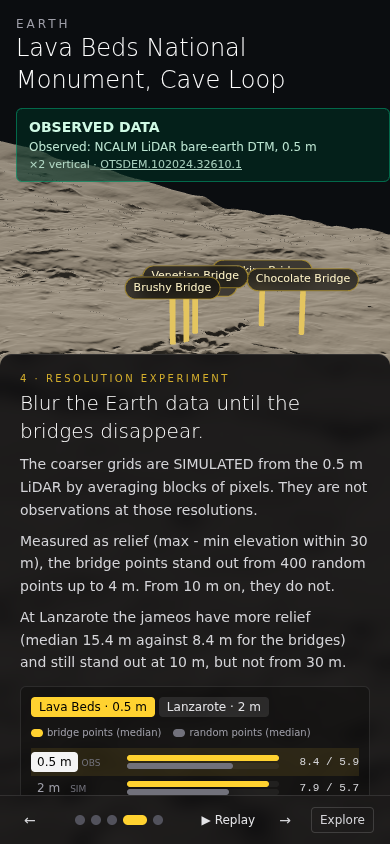 EARTH
Lava Beds National
Monument, Cave Loop
OBSERVED DATA
Observed: NCALM LiDAR bare-earth DTM, 0.5 m
×2 vertical · OTSDEM.102024.32610.1
Venetian Bridge
Chocolate Bridge
Brushy Bridge
4 · RESOLUTION EXPERIMENT
Blur the Earth data until the
bridges disappear.
The coarser grids are SIMULATED from the 0.5 m
LiDAR by averaging blocks of pixels. They are not
observations at those resolutions.
Measured as relief (max - min elevation within 30
m), the bridge points stand out from 400 random
points up to 4 m. From 10 m on, they do not.
At Lanzarote the jameos have more relief
(median 15.4 m against 8.4 m for the bridges)
and still stand out at 10 m, but not from 30 m.
Lava Beds · 0.5 m Lanzarote · 2 m
bridge points (median) random points (median)
0.5 m OBS 8.4 / 5.9
2 m SIM 7.9 / 5.7
← ▶ Replay → Explore